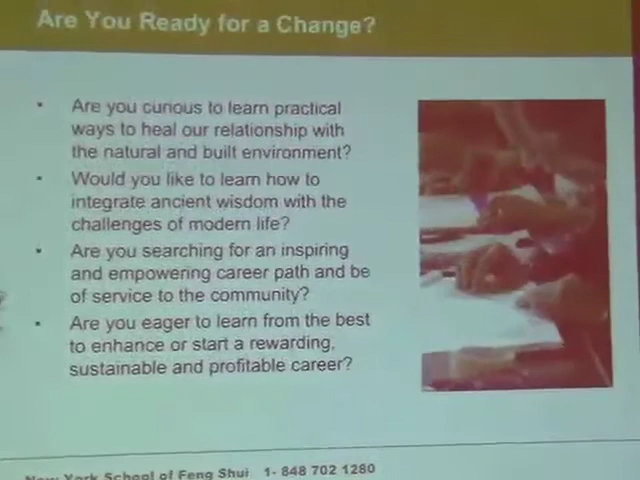 Are You Ready for a Change?
• Are you curious to learn practical
ways to heal our relationship with
the natural and built environment?
• Would you like to learn how to
integrate ancient wisdom with the
challenges of modern life?
• Are you searching for an inspiring
and empowering career path and be
of service to the community?
• Are you eager to learn from the best
to enhance or start a rewarding,
sustainable and profitable career?
New York School of Feng Shui 1- 848 702 1280